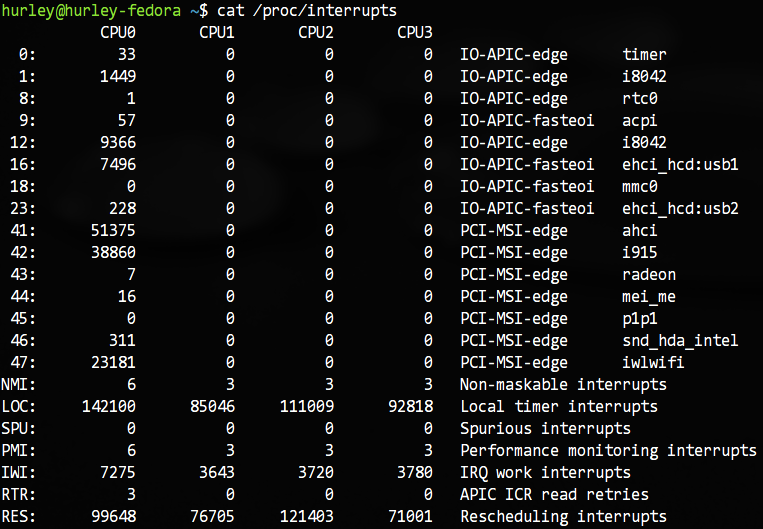 hurley@hurley-fedora ~$ cat /proc/interrupts
CPU0 CPU1 CPU2 CPU3
0: 33 0 0 0 IO-APIC-edge timer
1: 1449 0 0 0 IO-APIC-edge i8042
8: 1 0 0 0 IO-APIC-edge rtc0
9: 57 0 0 0 IO-APIC-fasteoi acpi
12: 9366 0 0 0 IO-APIC-edge i8042
16: 7496 0 0 0 IO-APIC-fasteoi ehci_hcd:usb1
18: 0 0 0 0 IO-APIC-fasteoi mmc0
23: 228 0 0 0 IO-APIC-fasteoi ehci_hcd:usb2
41: 51375 0 0 0 PCI-MSI-edge ahci
42: 38860 0 0 0 PCI-MSI-edge i915
43: 7 0 0 0 PCI-MSI-edge radeon
44: 16 0 0 0 PCI-MSI-edge mei_me
45: 0 0 0 0 PCI-MSI-edge p1p1
46: 311 0 0 0 PCI-MSI-edge snd_hda_intel
47: 23181 0 0 0 PCI-MSI-edge iwlwifi
NMI: 6 3 3 3 Non-maskable interrupts
LOC: 142100 85046 111009 92818 Local timer interrupts
SPU: 0 0 0 0 Spurious interrupts
PMI: 6 3 3 3 Performance monitoring interrupts
IWI: 7275 3643 3720 3780 IRQ work interrupts
RTR: 3 0 0 0 APIC ICR read retries
RES: 99648 76705 121403 71001 Rescheduling interrupts